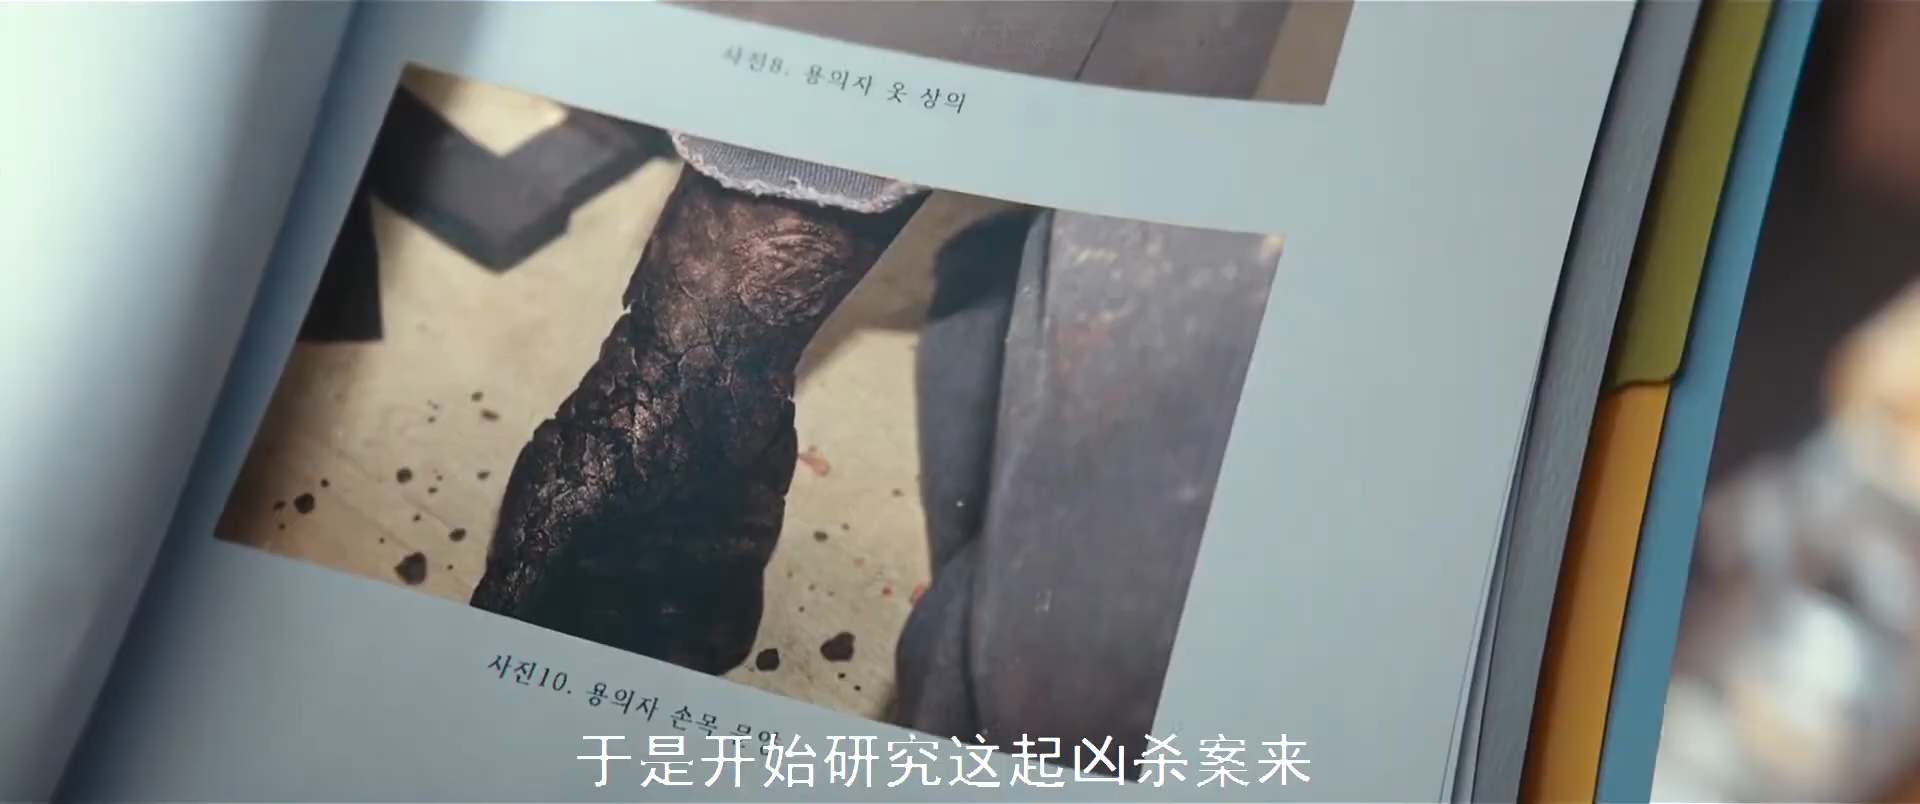 사진8. 용의자 옷 상의
사진10. 용의자 손목
于是开始研究这起凶杀案来